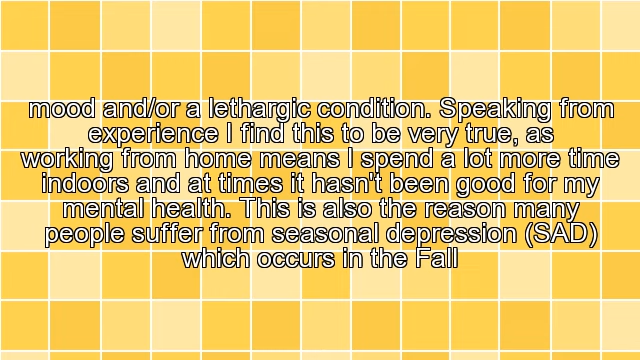 mood and/or a lethargic condition. Speaking from
experience I find this to be very true, as
working from home means I spend a lot more time
indoors and at times it hasn't been good for my
mental health. This is also the reason many
people suffer from seasonal depression (SAD)
which occurs in the Fall